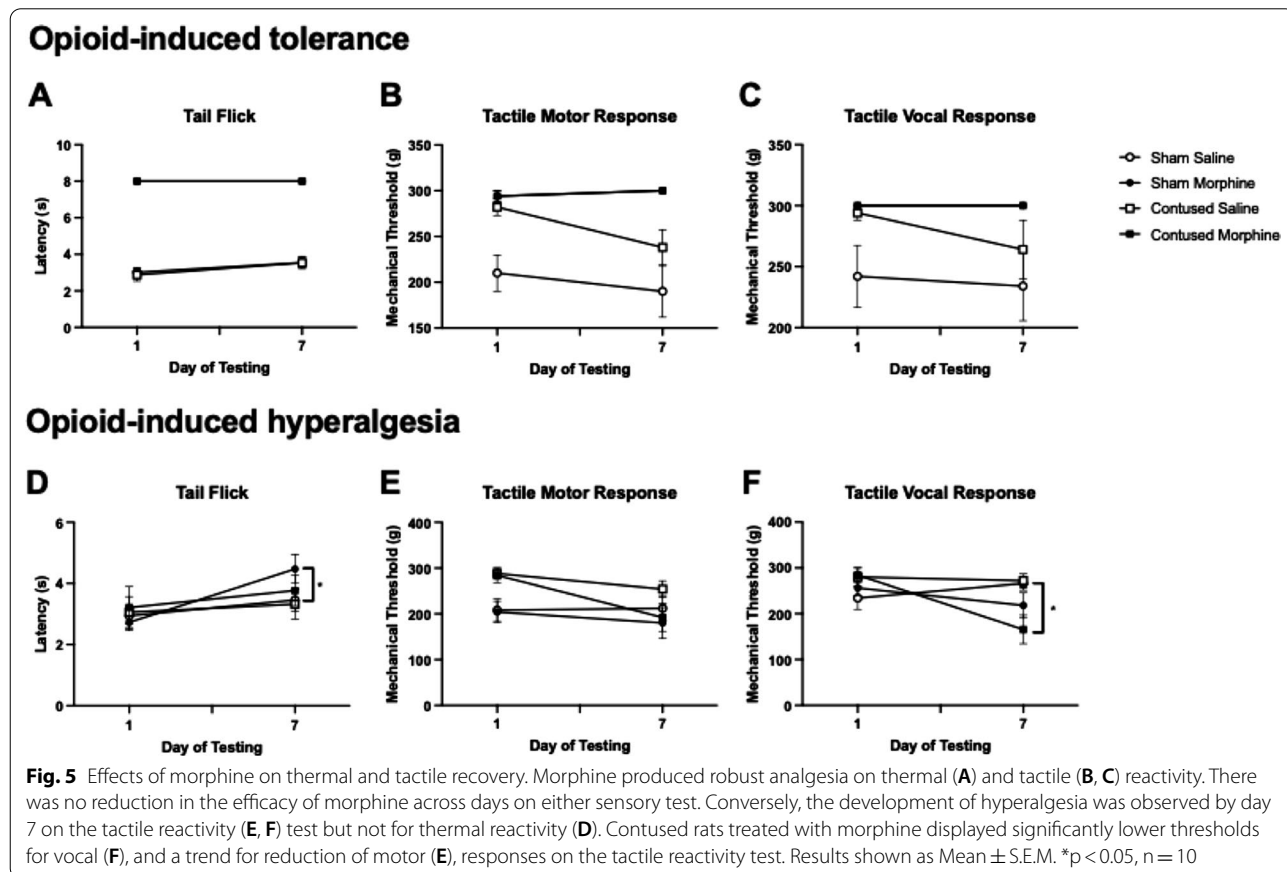 Opioid-induced tolerance
A
Tail Flick
Latency (s)
10
8
6
4
2
0
1
7
Day of Testing
B
Tactile Motor Response
Mechanical Threshold (g)
350
300
250
200
150
1
7
Day of Testing
C
Tactile Vocal Response
Mechanical Threshold (g)
350
300
250
200
1
7
Day of Testing
Sham Saline
Sham Morphine
Contused Saline
Contused Morphine
Opioid-induced hyperalgesia
D
Tail Flick
Latency (s)
6
4
2
0
*
1
7
Day of Testing
E
Tactile Motor Response
Mechanical Threshold (g)
400
300
200
100
0
1
7
Day of Testing
F
Tactile Vocal Response
Mechanical Threshold (g)
400
300
200
100
0
*
1
7
Day of Testing
Fig. 5 Effects of morphine on thermal and tactile recovery. Morphine produced robust analgesia on thermal (A) and tactile (B, C) reactivity. There
was no reduction in the efficacy of morphine across days on either sensory test. Conversely, the development of hyperalgesia was observed by day
7 on the tactile reactivity (E, F) test but not for thermal reactivity (D). Contused rats treated with morphine displayed significantly lower thresholds
for vocal (F), and a trend for reduction of motor (E), responses on the tactile reactivity test. Results shown as Mean ± S.E.M. *p < 0.05, n = 10